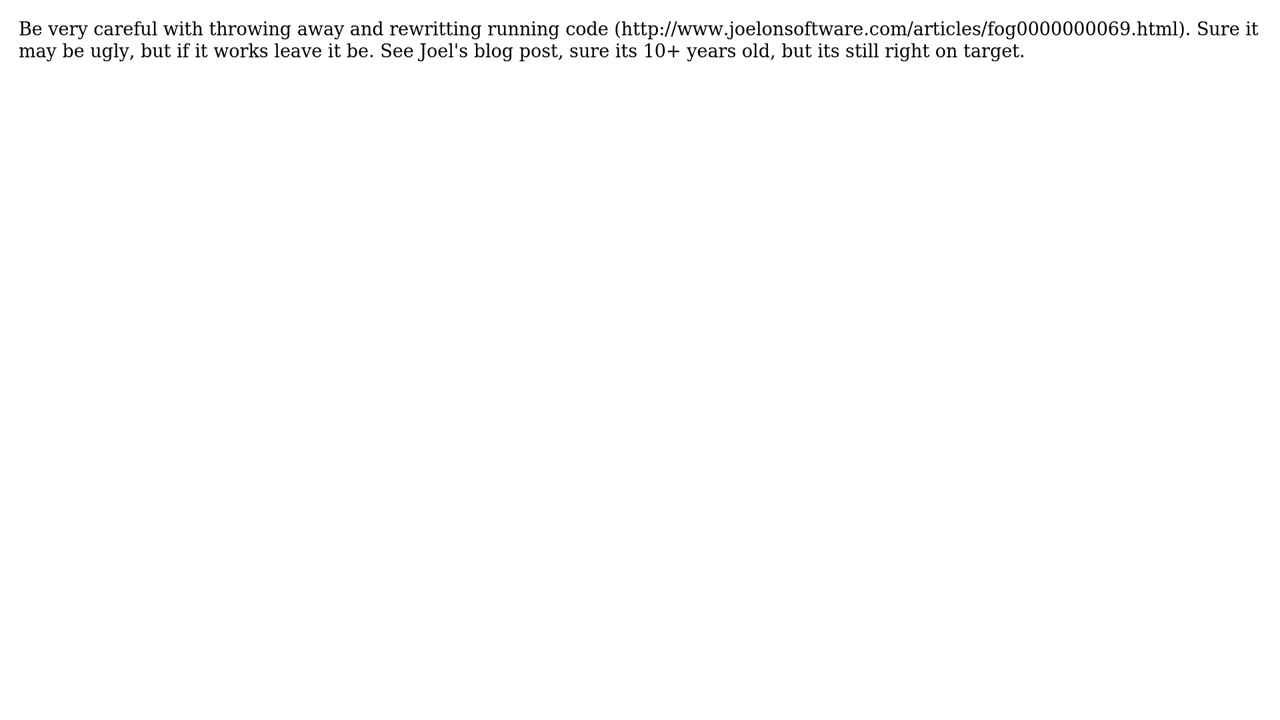 Be very careful with throwing away and rewritting running code (http://www.joelonsoftware.com/articles/fog0000000069.html). Sure it
may be ugly, but if it works leave it be. See Joel's blog post, sure its 10+ years old, but its still right on target.